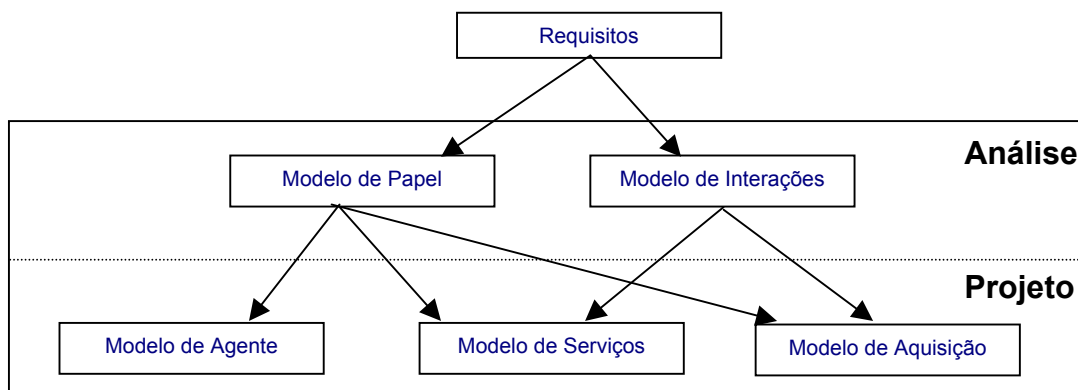 Requisitos
Análise
Modelo de Papel
Modelo de Interações
Projeto
Modelo de Agente
Modelo de Serviços
Modelo de Aquisição